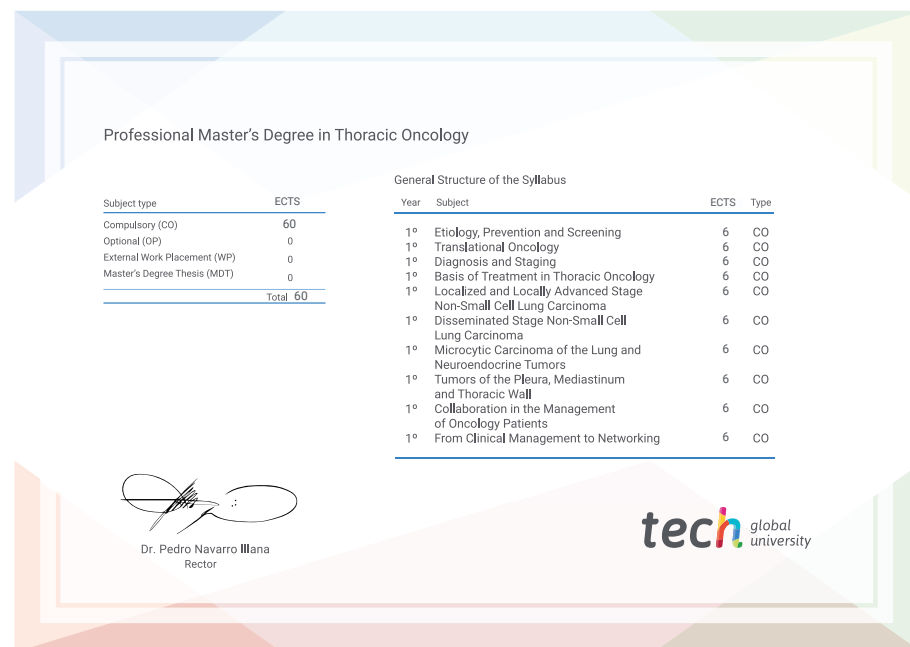 Professional Master's Degree in Thoracic Oncology
Subject type ECTS
Compulsory (CO) 60
Optional (OP) 0
External Work Placement (WP) 0
Master's Degree Thesis (MDT) 0
Total 60
General Structure of the Syllabus
Year Subject ECTS Type
1º Etiology, Prevention and Screening 6 CO
1º Translational Oncology 6 CO
1º Diagnosis and Staging 6 CO
1º Basis of Treatment in Thoracic Oncology 6 CO
1º Localized and Locally Advanced Stage 6 CO
Non-Small Cell Lung Carcinoma
1º Disseminated Stage Non-Small Cell 6 CO
Lung Carcinoma
1º Microcytic Carcinoma of the Lung and 6 CO
Neuroendocrine Tumors
1º Tumors of the Pleura, Mediastinum 6 CO
and Thoracic Wall
1º Collaboration in the Management 6 CO
of Oncology Patients
1º From Clinical Management to Networking 6 CO
Dr. Pedro Navarro Illana
Rector
tech global
university